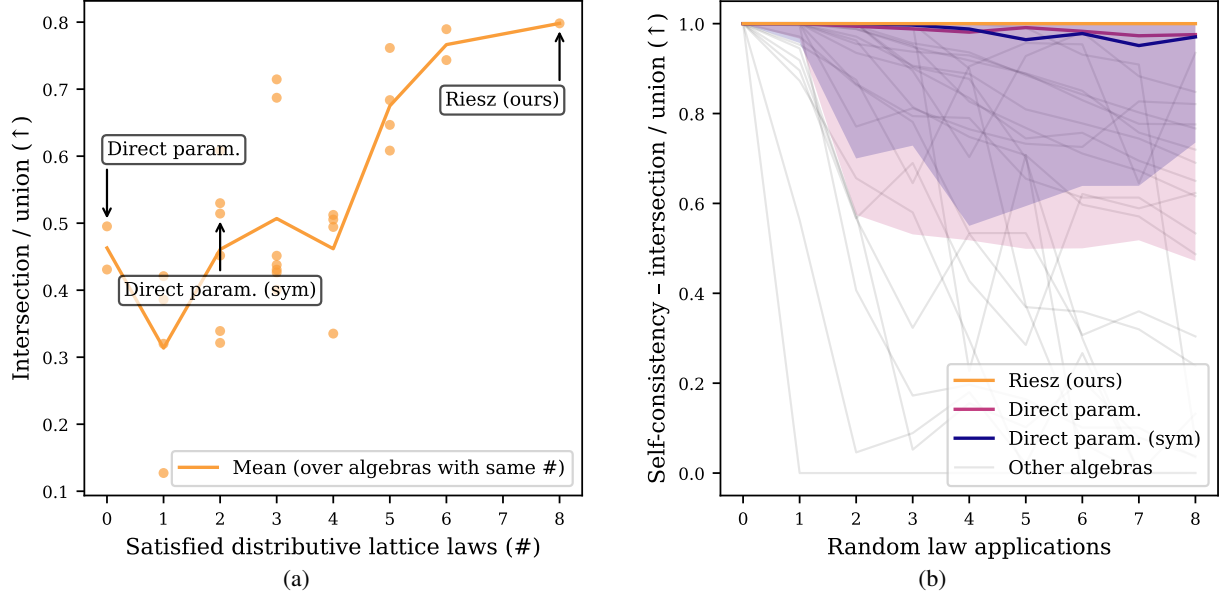 0.8
0.7
0.6
0.5
0.4
0.3
0.2
0.1
Intersection / union (↑)
Direct param.
Direct param. (sym)
Riesz (ours)
Mean (over algebras with same #)
0 1 2 3 4 5 6 7 8
Satisfied distributive lattice laws (#)
(a)
1.0
0.8
0.6
0.4
0.2
0.0
Self-consistency – intersection / union (↑)
Riesz (ours)
Direct param.
Direct param. (sym)
Other algebras
0 1 2 3 4 5 6 7 8
Random law applications
(b)